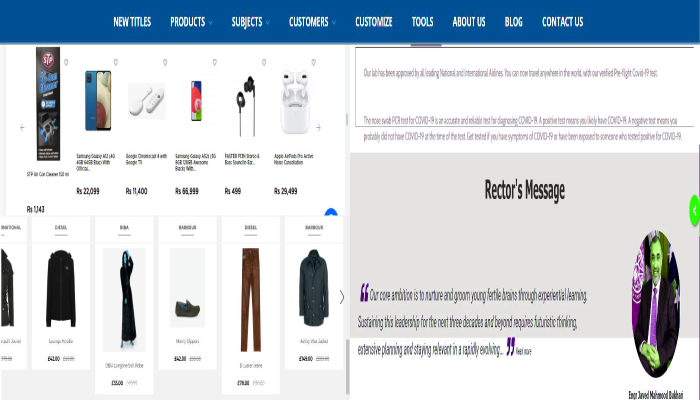 NEW TITLES PRODUCTS SUBJECTS CUSTOMERS CUSTOMIZE TOOLS ABOUT US BLOG CONTACT US
STP Air Con Cleaner 150 ml
Rs 1,143
Samsung Galaxy A12 (4G
4GB 64GB Blue) With
Official...
Rs 22,099
Google Chromecast 4 with
Google TV
Rs 11,400
Samsung Galaxy A52s (5G
8GB 128GB Awesome
Black) With...
Rs 66,999
FASTER F12N Stereo &
Bass Sound In-Ear...
Rs 499
Apple AirPods Pro Active
Noise Cancellation
Rs 29,499
Our lab has been approved by all leading National and International Airlines. You can now travel anywhere in the world, with our verified Pre-flight Covid-19 test.
The nose swab PCR test for COVID-19 is an accurate and reliable test for diagnosing COVID-19. A positive test means you likely have COVID-19. A negative test means you
probably did not have COVID-19 at the time of the test. Get tested if you have symptoms of COVID-19 or have been exposed to someone who tested positive for COVID-19.
Rector's Message
❝ Our core ambition is to nurture and groom young fertile brains through experiential learning.
Sustaining this leadership for the next three decades and beyond requires futuristic thinking,
extensive planning and staying relevant in a rapidly evolving... ❞ Read more
Engr Javed Mahmood Bukhari
DIESEL
Lounge Hoodie
£42.00
BIBA
BIBA Longline Soft Robe
£55.00
BARBOUR
Monty Slippers
£42.00
DIESEL
D Luster Jeans
£78.00
BARBOUR
Ashby Wax Jacket
£149.00